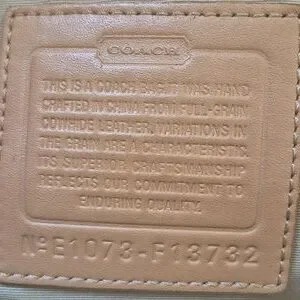 COACH
THIS IS A COACH BAG. IT WAS HAND
CRAFTED IN CHINA FROM FULL-GRAIN
COWHIDE LEATHER. VARIATIONS IN
THE GRAIN ARE A CHARACTERISTIC.
ITS SUPERIOR CRAFTSMANSHIP
REFLECTS OUR COMMITMENT TO
ENDURING QUALITY.
Nº E1073-F13732